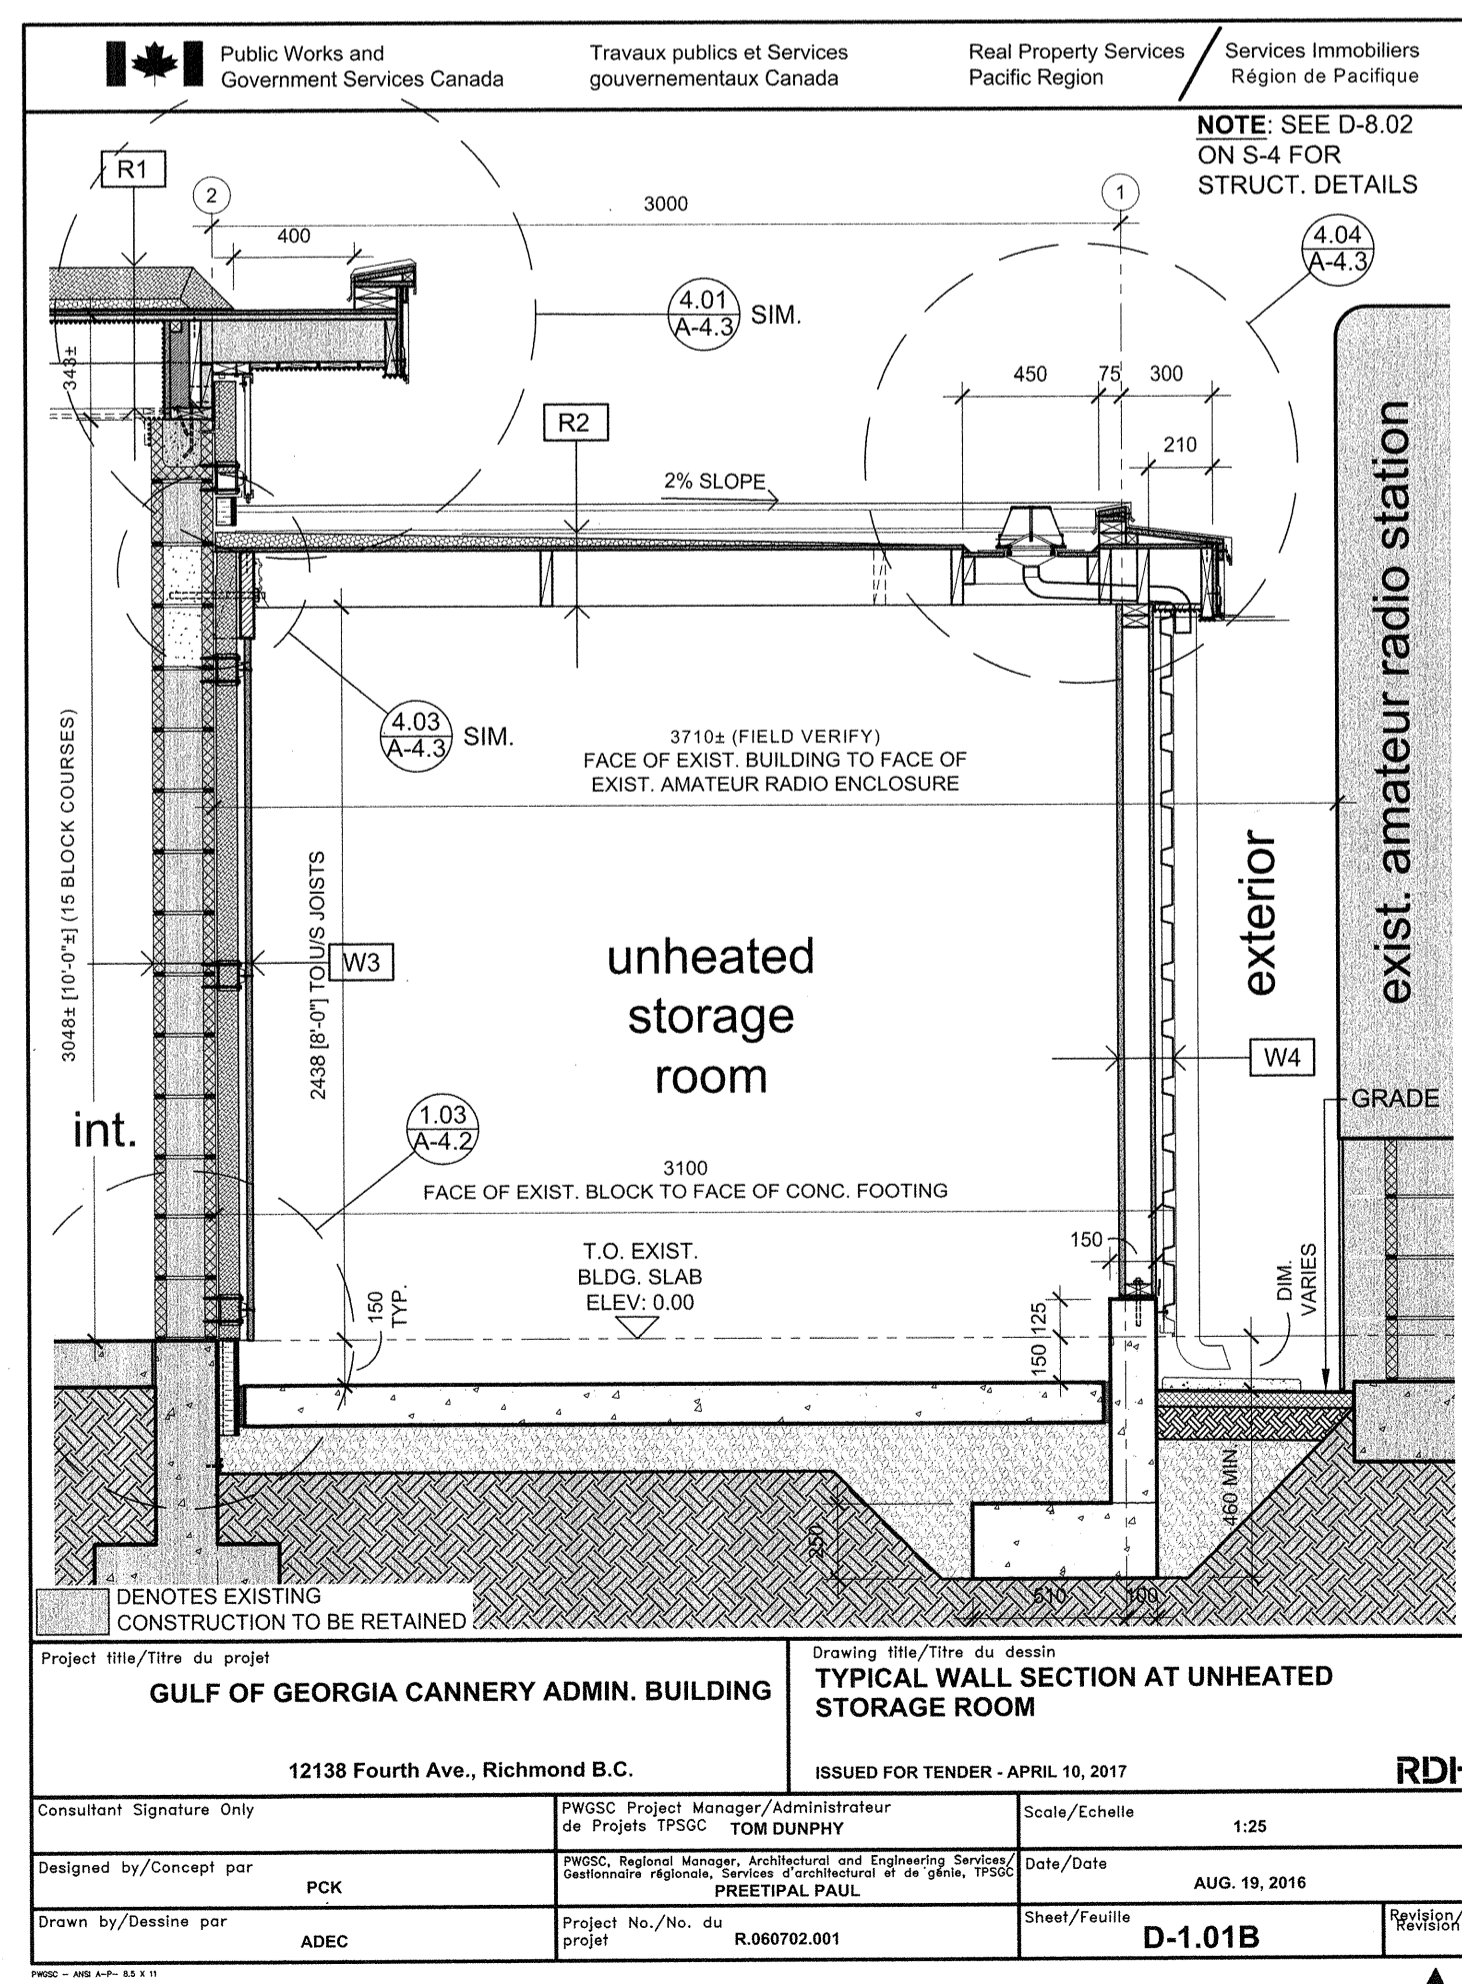 Public Works and
Government Services Canada
Travaux publics et Services
gouvernementaux Canada
Real Property Services
Pacific Region
Services Immobiliers
Région de Pacifique
NOTE: SEE D-8.02
ON S-4 FOR
STRUCT. DETAILS
R1
2
3000
1
400
4.04
A-4.3
4.01
A-4.3
SIM.
343±
450
75
300
R2
210
2% SLOPE
4.03
A-4.3
SIM.
3710± (FIELD VERIFY)
FACE OF EXIST. BUILDING TO FACE OF
EXIST. AMATEUR RADIO ENCLOSURE
exist. amateur radio station
exterior
3048± [10'-0"±] (15 BLOCK COURSES)
2438 [8'-0"] TO U/S JOISTS
W3
unheated
storage
room
W4
GRADE
int.
1.03
A-4.2
3100
FACE OF EXIST. BLOCK TO FACE OF CONC. FOOTING
150
T.O. EXIST.
BLDG. SLAB
ELEV: 0.00
150
TYP.
125
150
DIM.
VARIES
460 MIN.
250
510
100
DENOTES EXISTING
CONSTRUCTION TO BE RETAINED
Project title/Titre du projet
GULF OF GEORGIA CANNERY ADMIN. BUILDING
12138 Fourth Ave., Richmond B.C.
Drawing title/Titre du dessin
TYPICAL WALL SECTION AT UNHEATED
STORAGE ROOM
ISSUED FOR TENDER - APRIL 10, 2017
Consultant Signature Only
PWGSC Project Manager/Administrateur
de Projets TPSGC TOM DUNPHY
Scale/Echelle
1:25
Designed by/Concept par
PCK
PWGSC, Regional Manager, Architectural and Engineering Services/
Gestionnaire régionale, Services d'architectural et de génie, TPSGC
PREETIPAL PAUL
Date/Date
AUG. 19, 2016
Drawn by/Dessine par
ADEC
Project No./No. du
projet
R.060702.001
Sheet/Feuille
D-1.01B
Revision/
Revision
PWGSC - ANSI A-P- 8.5 X 11